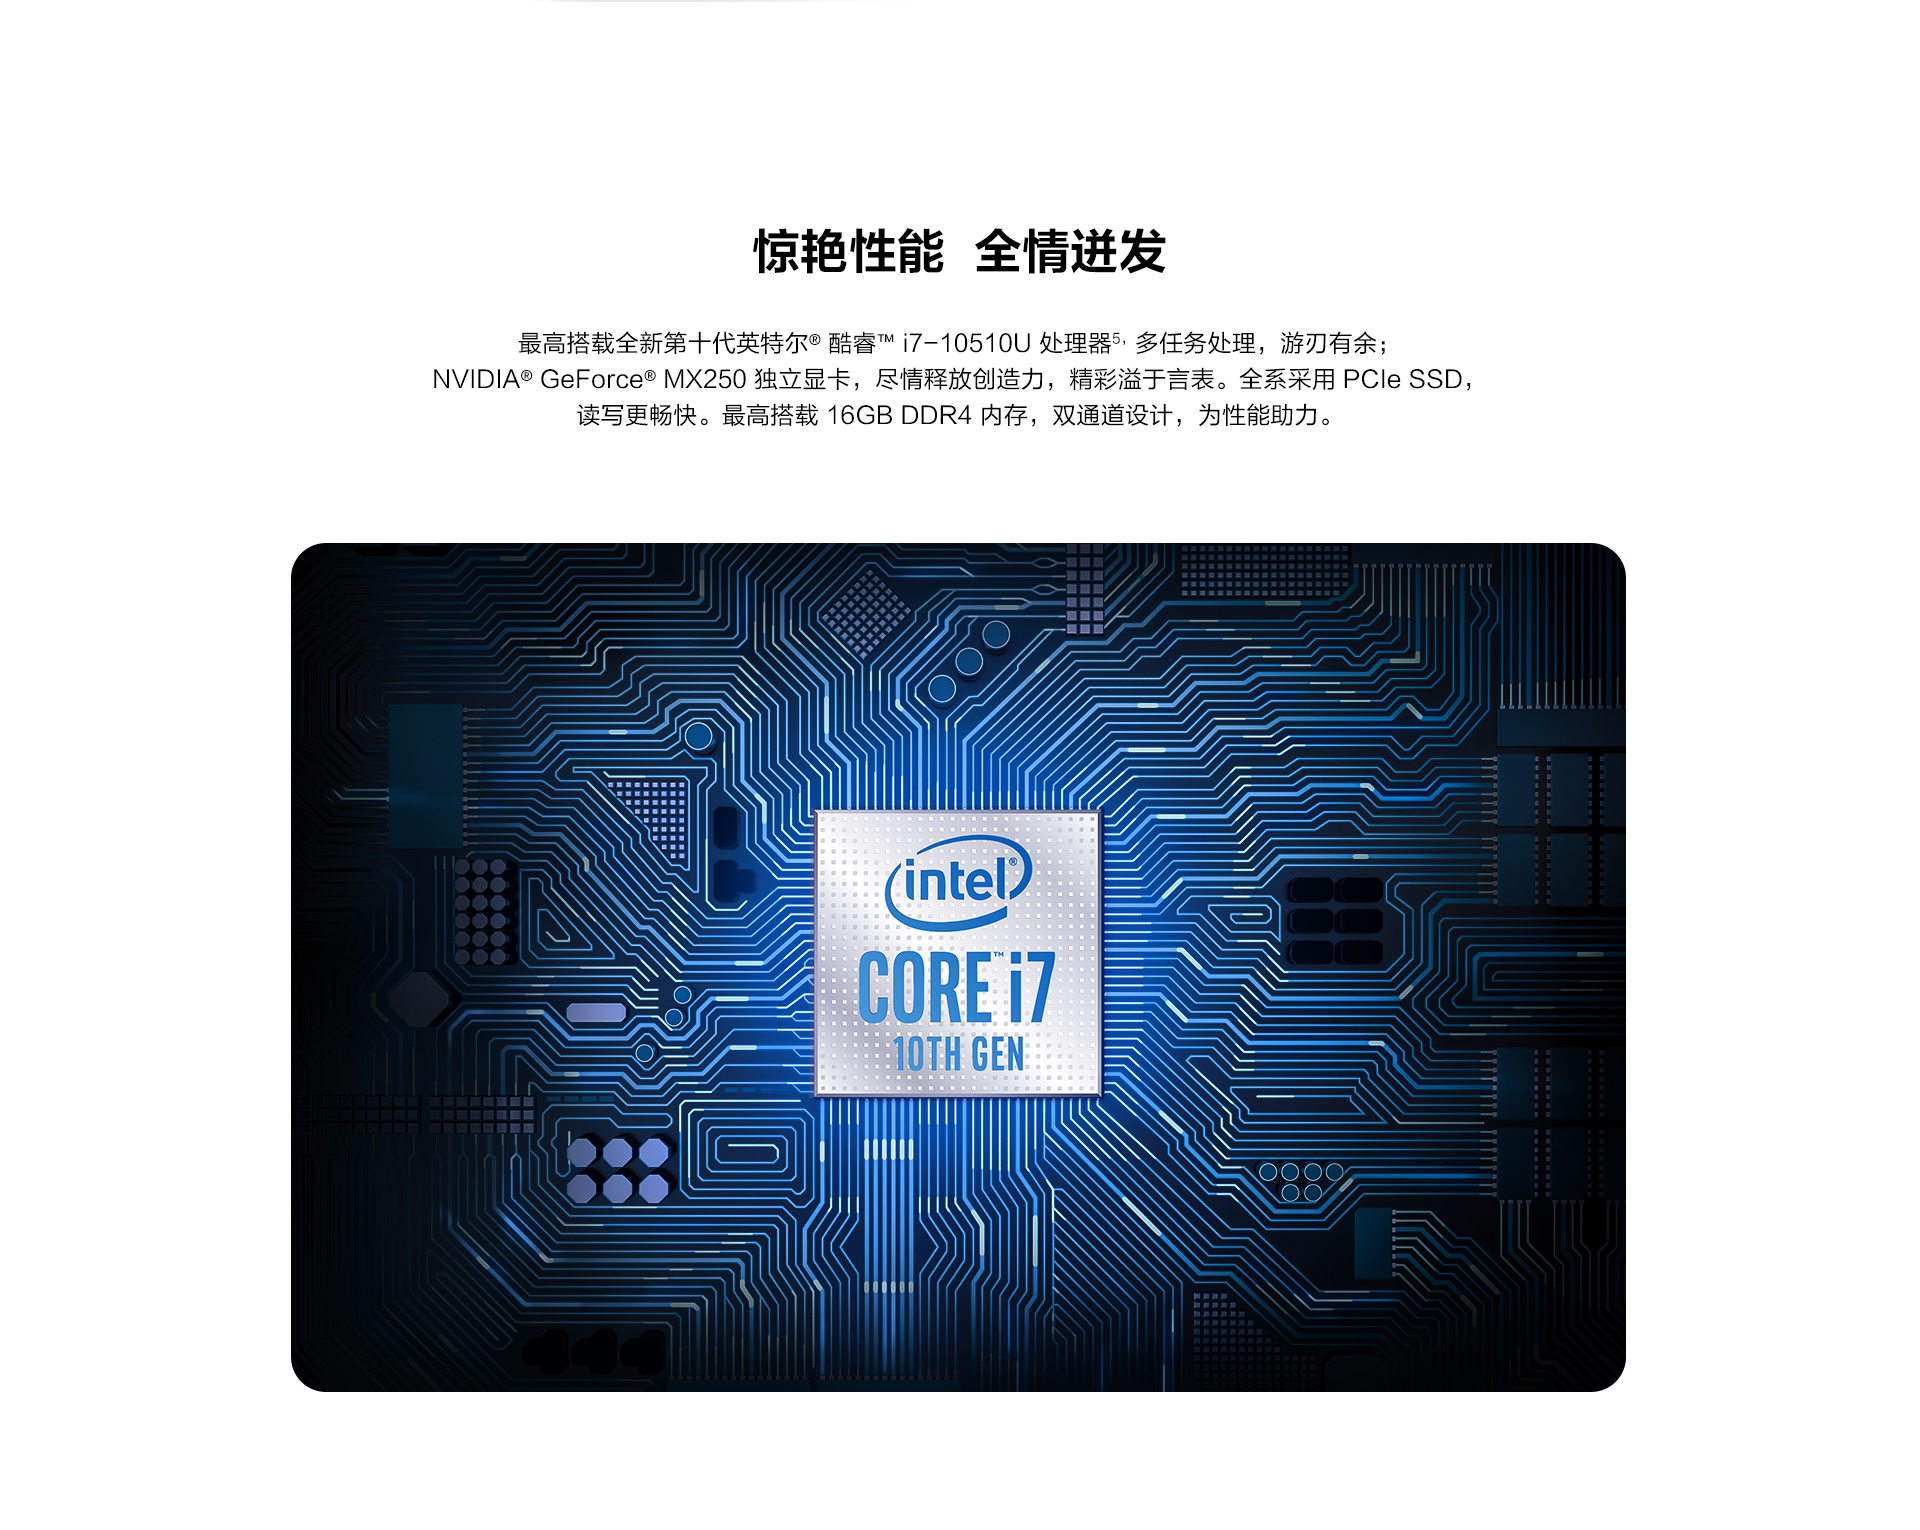 惊艳性能 全情迸发
最高搭载全新第十代英特尔® 酷睿™ i7-10510U 处理器⁵，多任务处理，游刃有余；
NVIDIA® GeForce® MX250 独立显卡，尽情释放创造力，精彩溢于言表。全系采用 PCIe SSD，
读写更畅快。最高搭载 16GB DDR4 内存，双通道设计，为性能助力。
intel®
CORE™ i7
10TH GEN